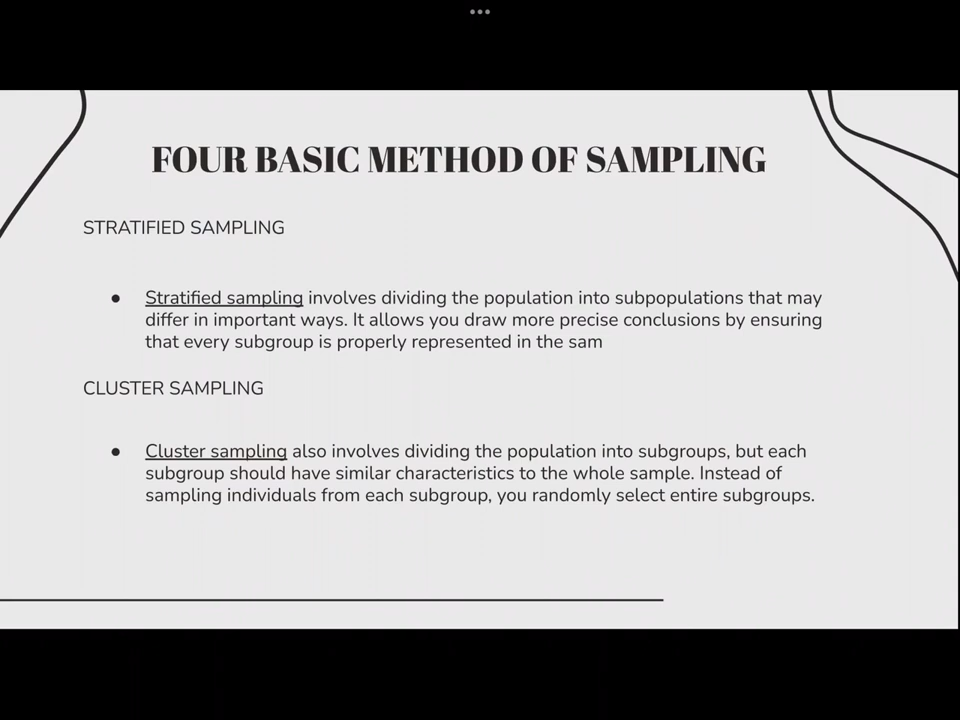 FOUR BASIC METHOD OF SAMPLING
STRATIFIED SAMPLING
● Stratified sampling involves dividing the population into subpopulations that may
differ in important ways. It allows you draw more precise conclusions by ensuring
that every subgroup is properly represented in the sam
CLUSTER SAMPLING
● Cluster sampling also involves dividing the population into subgroups, but each
subgroup should have similar characteristics to the whole sample. Instead of
sampling individuals from each subgroup, you randomly select entire subgroups.